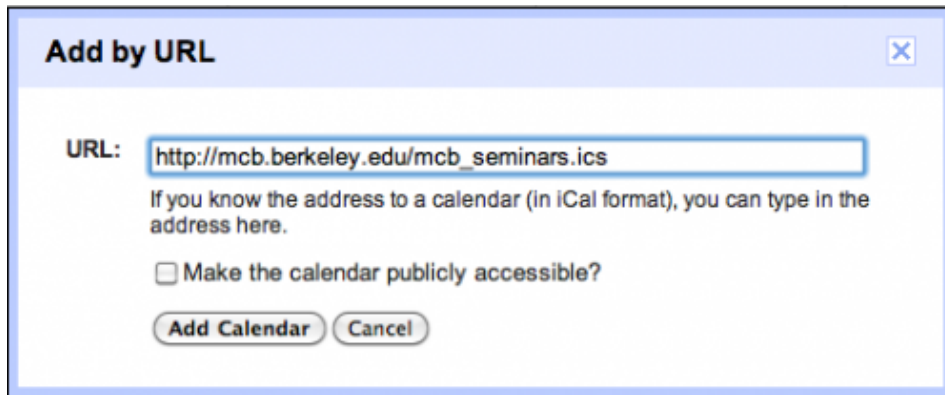 Add by URL
URL: http://mcb.berkeley.edu/mcb_seminars.ics
If you know the address to a calendar (in iCal format), you can type in the
address here.
Make the calendar publicly accessible?
Add Calendar Cancel